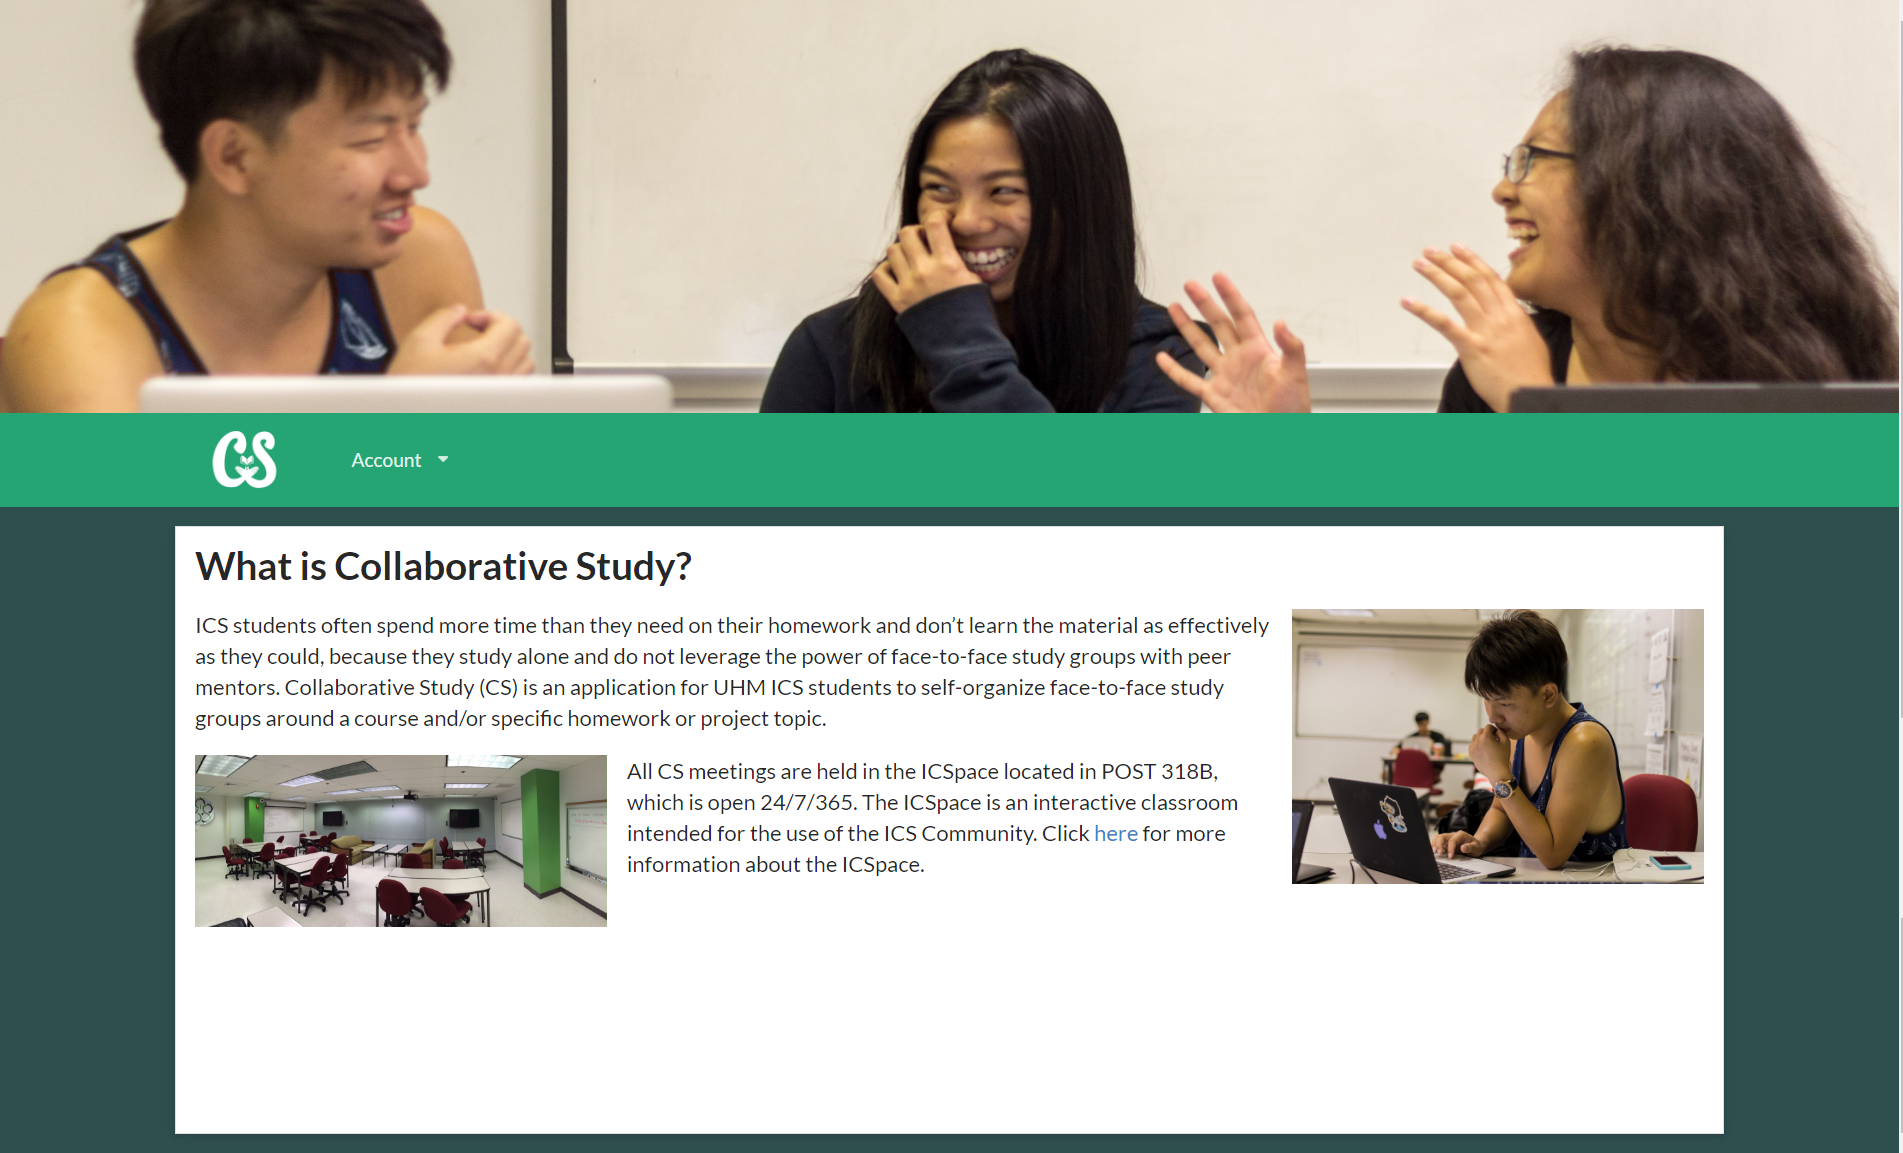 CS
Account
What is Collaborative Study?
ICS students often spend more time than they need on their homework and don’t learn the material as effectively
as they could, because they study alone and do not leverage the power of face-to-face study groups with peer
mentors. Collaborative Study (CS) is an application for UHM ICS students to self-organize face-to-face study
groups around a course and/or specific homework or project topic.
All CS meetings are held in the ICSpace located in POST 318B,
which is open 24/7/365. The ICSpace is an interactive classroom
intended for the use of the ICS Community. Click here for more
information about the ICSpace.